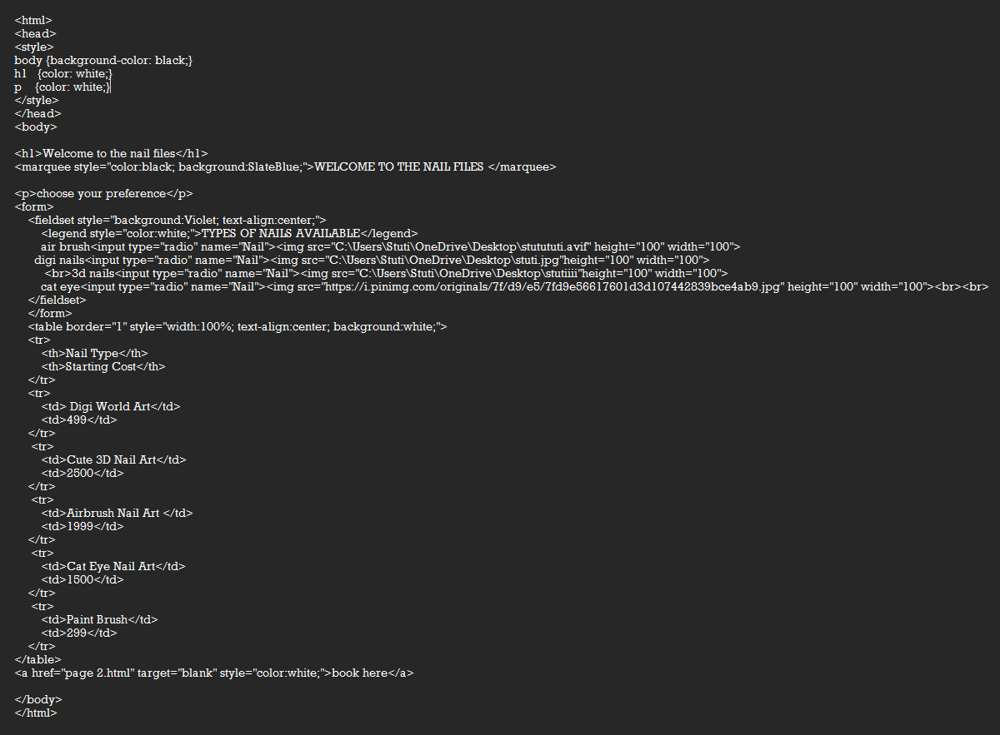 <html>
<head>
<style>
body {background-color: black;}
h1   {color: white;}
p    {color: white;}
</style>
</head>
<body>

<h1>Welcome to the nail files</h1>
<marquee style="color:black; background:SlateBlue;">WELCOME TO THE NAIL FILES </marquee>

<p>choose your preference</p>
<form>
    <fieldset style="background:Violet; text-align:center;">
        <legend style="color:white;">TYPES OF NAILS AVAILABLE</legend>
        air brush<input type="radio" name="Nail"><img src="C:\Users\Stuti\OneDrive\Desktop\stutututi.avif" height="100" width="100">
      digi nails<input type="radio" name="Nail"><img src="C:\Users\Stuti\OneDrive\Desktop\stuti.jpg"height="100" width="100">
         <br>3d nails<input type="radio" name="Nail"><img src="C:\Users\Stuti\OneDrive\Desktop\stutiiii"height="100" width="100">
        cat eye<input type="radio" name="Nail"><img src="https://i.pinimg.com/originals/7f/d9/e5/7fd9e56617601d3d107442839bce4ab9.jpg" height="100" width="100"><br><br>
    </fieldset>
    </form>
    <table border="1" style="width:100%; text-align:center; background:white;">
    <tr>
        <th>Nail Type</th>
        <th>Starting Cost</th>
    </tr>
    <tr>
        <td> Digi World Art</td>
        <td>499</td>
    </tr>
     <tr>
        <td>Cute 3D Nail Art</td>
        <td>2500</td>
    </tr>
     <tr>
        <td>Airbrush Nail Art </td>
        <td>1999</td>
    </tr>
     <tr>
        <td>Cat Eye Nail Art</td>
        <td>1500</td>
    </tr>
     <tr>
        <td>Paint Brush</td>
        <td>299</td>
    </tr>
</table>
<a href="page 2.html" target="blank" style="color:white;">book here</a>

</body>
</html>